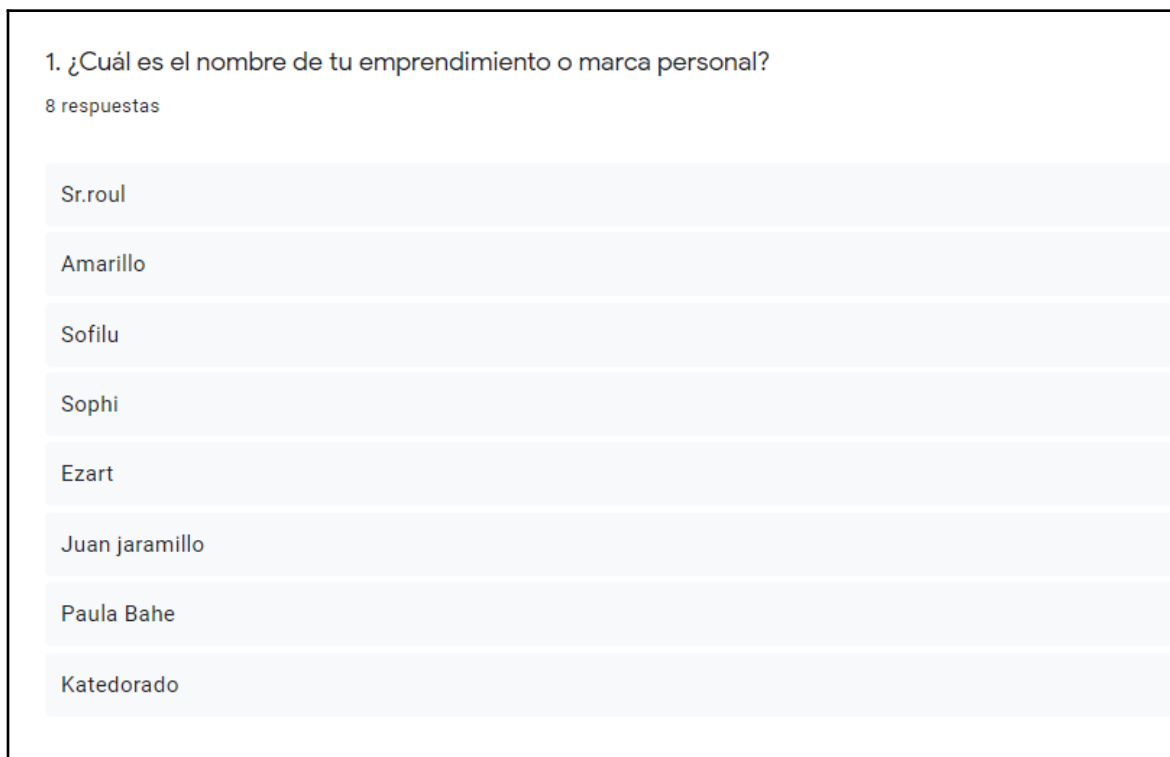 1. ¿Cuál es el nombre de tu emprendimiento o marca personal?
8 respuestas
Sr.roul
Amarillo
Sofilu
Sophi
Ezart
Juan jaramillo
Paula Bahe
Katedorado